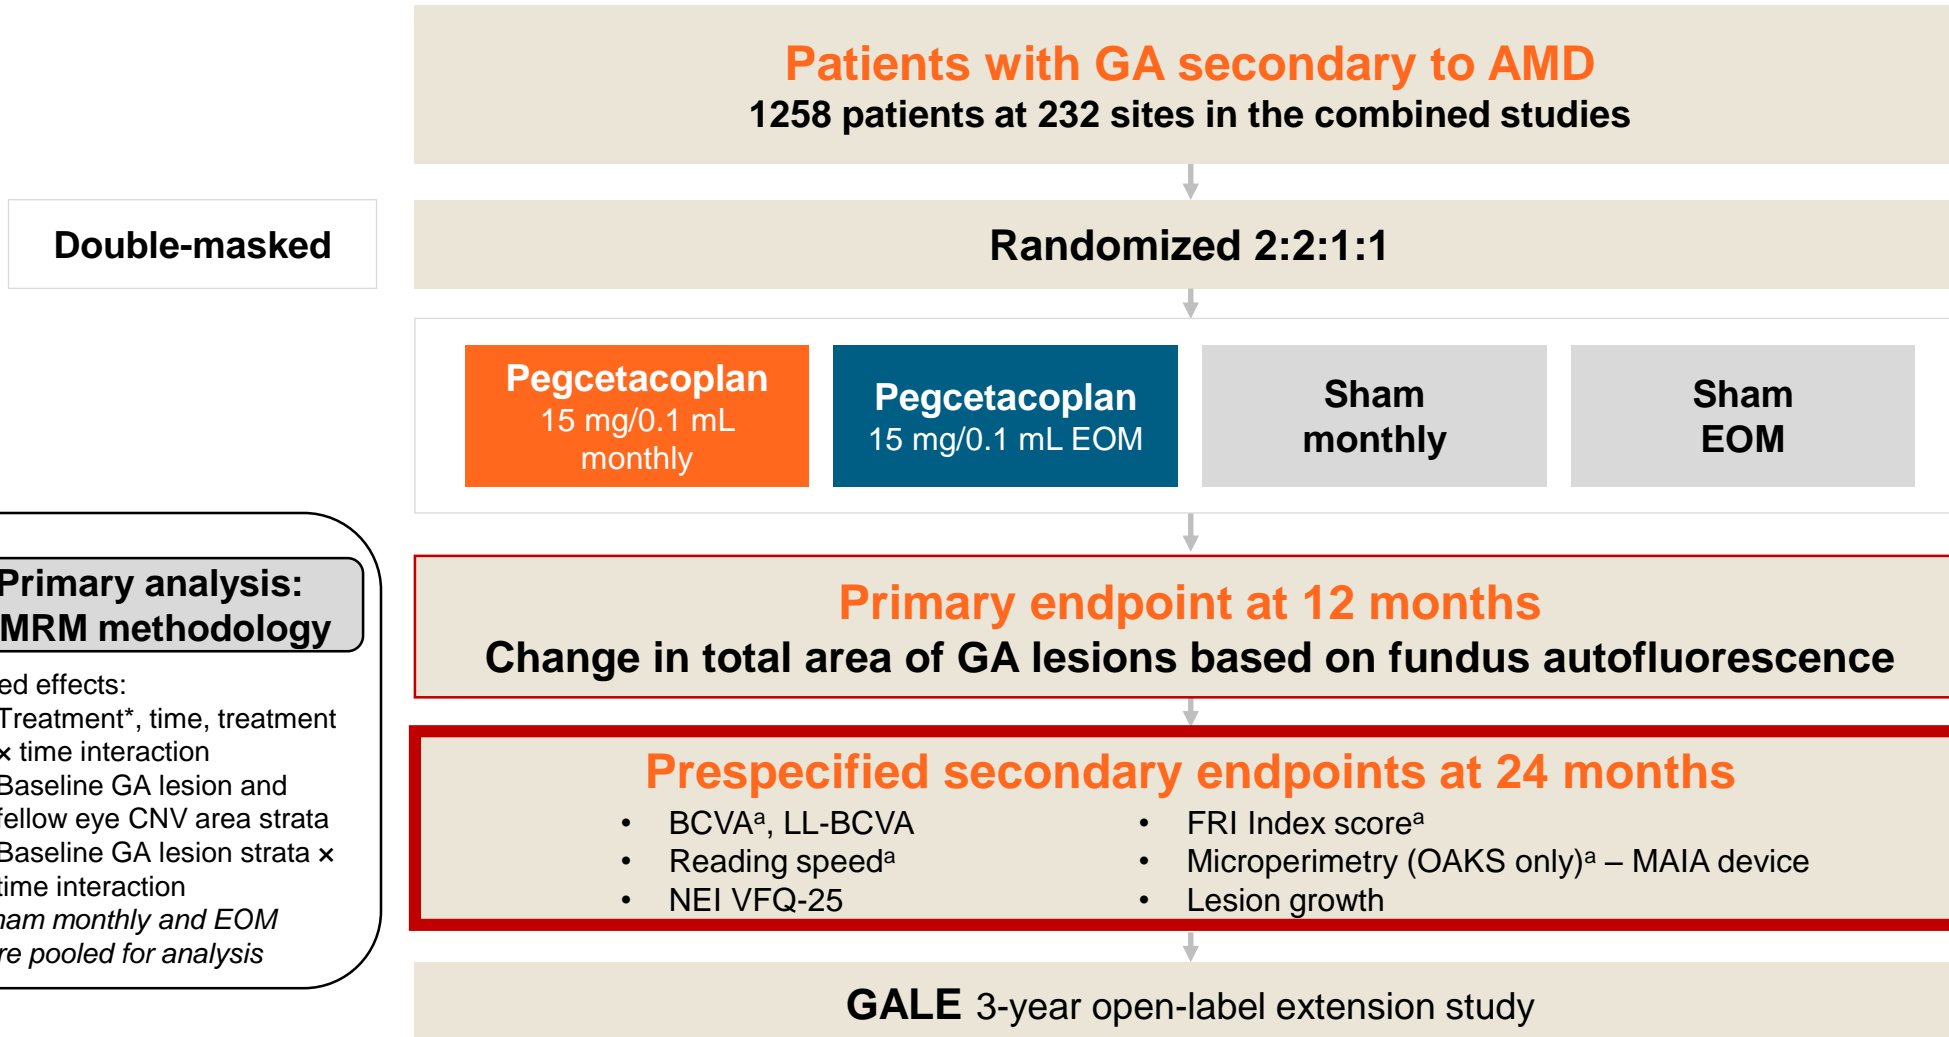 Patients with GA secondary to AMD
1258 patients at 232 sites in the combined studies
Double-masked
Randomized 2:2:1:1
Pegcetacoplan
15 mg/0.1 mL
monthly
Pegcetacoplan
15 mg/0.1 mL EOM
Sham
monthly
Sham
EOM
Primary analysis:
MRM methodology
ed effects:
Treatment*, time, treatment
× time interaction
Baseline GA lesion and
fellow eye CNV area strata
Baseline GA lesion strata ×
time interaction
ham monthly and EOM
re pooled for analysis
Primary endpoint at 12 months
Change in total area of GA lesions based on fundus autofluorescence
Prespecified secondary endpoints at 24 months
• BCVAᵃ, LL-BCVA
• Reading speedᵃ
• NEI VFQ-25
• FRI Index scoreᵃ
• Microperimetry (OAKS only)ᵃ – MAIA device
• Lesion growth
GALE 3-year open-label extension study